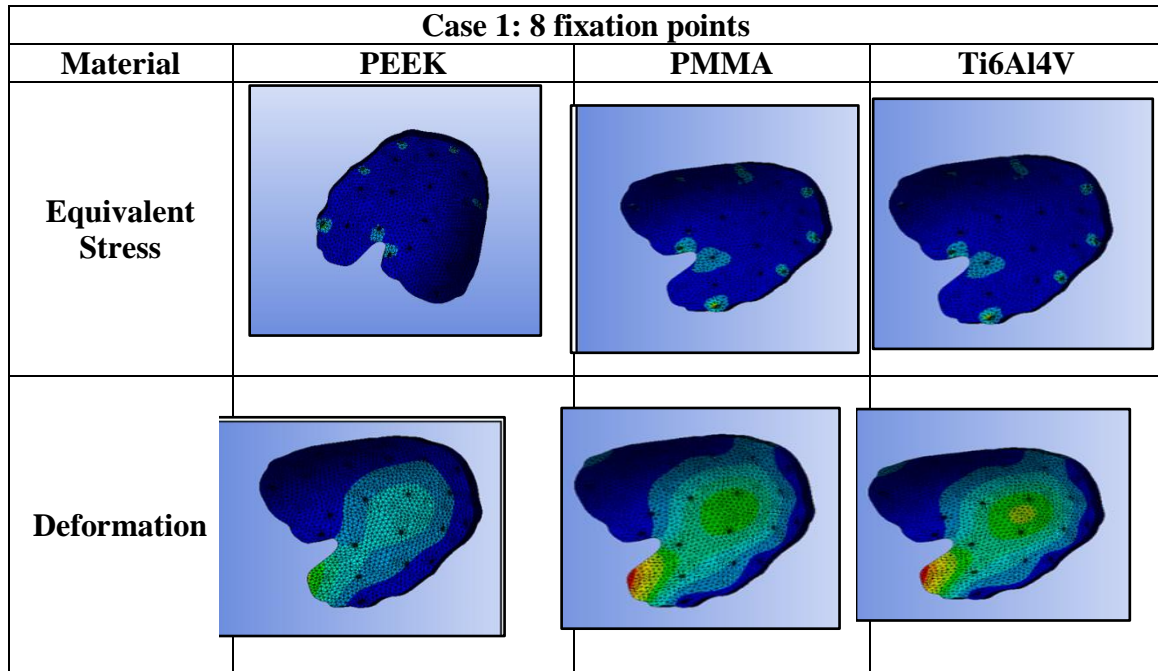 Case 1: 8 fixation points
Material PEEK PMMA Ti6Al4V
Equivalent
Stress
Deformation